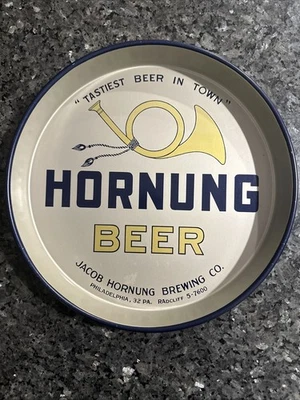 "TASTIEST BEER IN TOWN"
HORNUNG
BEER
JACOB HORNUNG BREWING CO.
PHILADELPHIA, 32 PA. RADCLIFF 5-7600